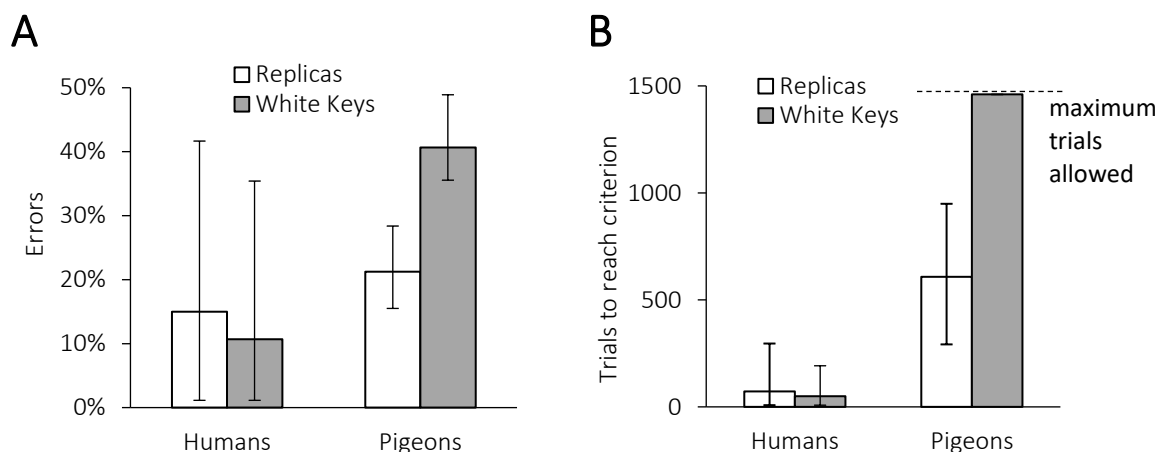 A
Replicas
White Keys
50%
40%
30%
20%
10%
0%
Errors
Humans
Pigeons
B
Replicas
White Keys
1500
1000
500
0
Trials to reach criterion
maximum
trials
allowed
Humans
Pigeons